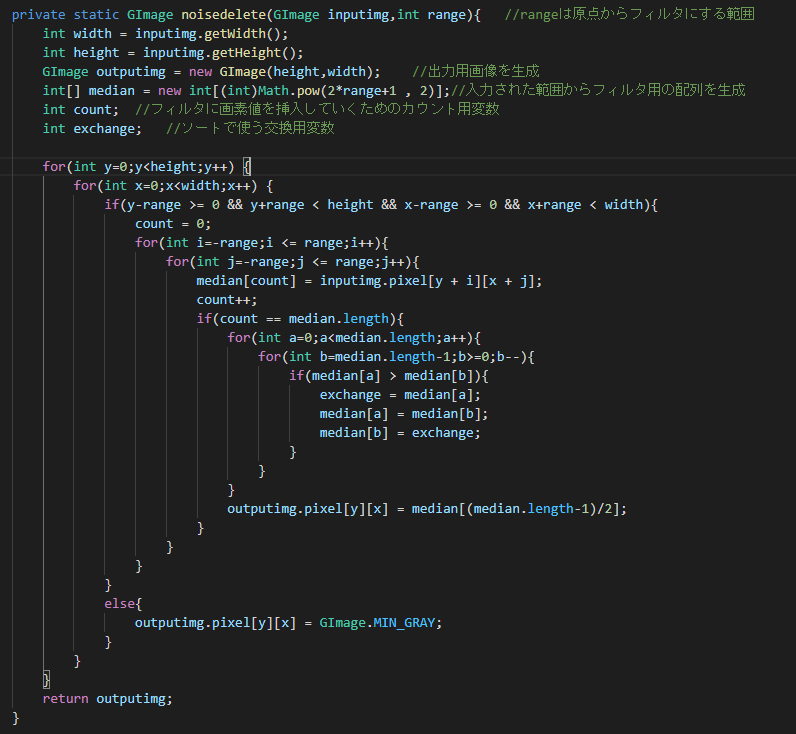 private static GImage noisedelete(GImage inputimg,int range){   //rangeは原点からフィルタにする範囲
    int width = inputimg.getWidth();
    int height = inputimg.getHeight();
    GImage outputimg = new GImage(height,width);    //出力用画像を生成
    int[] median = new int[(int)Math.pow(2*range+1 , 2)];//入力された範囲からフィルタ用の配列を生成
    int count;  //フィルタに画素値を挿入していくためのカウント用変数
    int exchange;   //ソートで使う交換用変数
    for(int y=0;y<height;y++) {
        for(int x=0;x<width;x++) {
            if(y-range >= 0 && y+range < height && x-range >= 0 && x+range < width){
                count = 0;
                for(int i=-range;i <= range;i++){
                    for(int j=-range;j <= range;j++){
                        median[count] = inputimg.pixel[y + i][x + j];
                        count++;
                        if(count == median.length){
                            for(int a=0;a<median.length;a++){
                                for(int b=median.length-1;b>=0;b--){
                                    if(median[a] > median[b]){
                                        exchange = median[a];
                                        median[a] = median[b];
                                        median[b] = exchange;
                                    }
                                }
                            }
                            outputimg.pixel[y][x] = median[(median.length-1)/2];
                        }
                    }
                }
            }
            else{
                outputimg.pixel[y][x] = GImage.MIN_GRAY;
            }
        }
    }
    return outputimg;
}